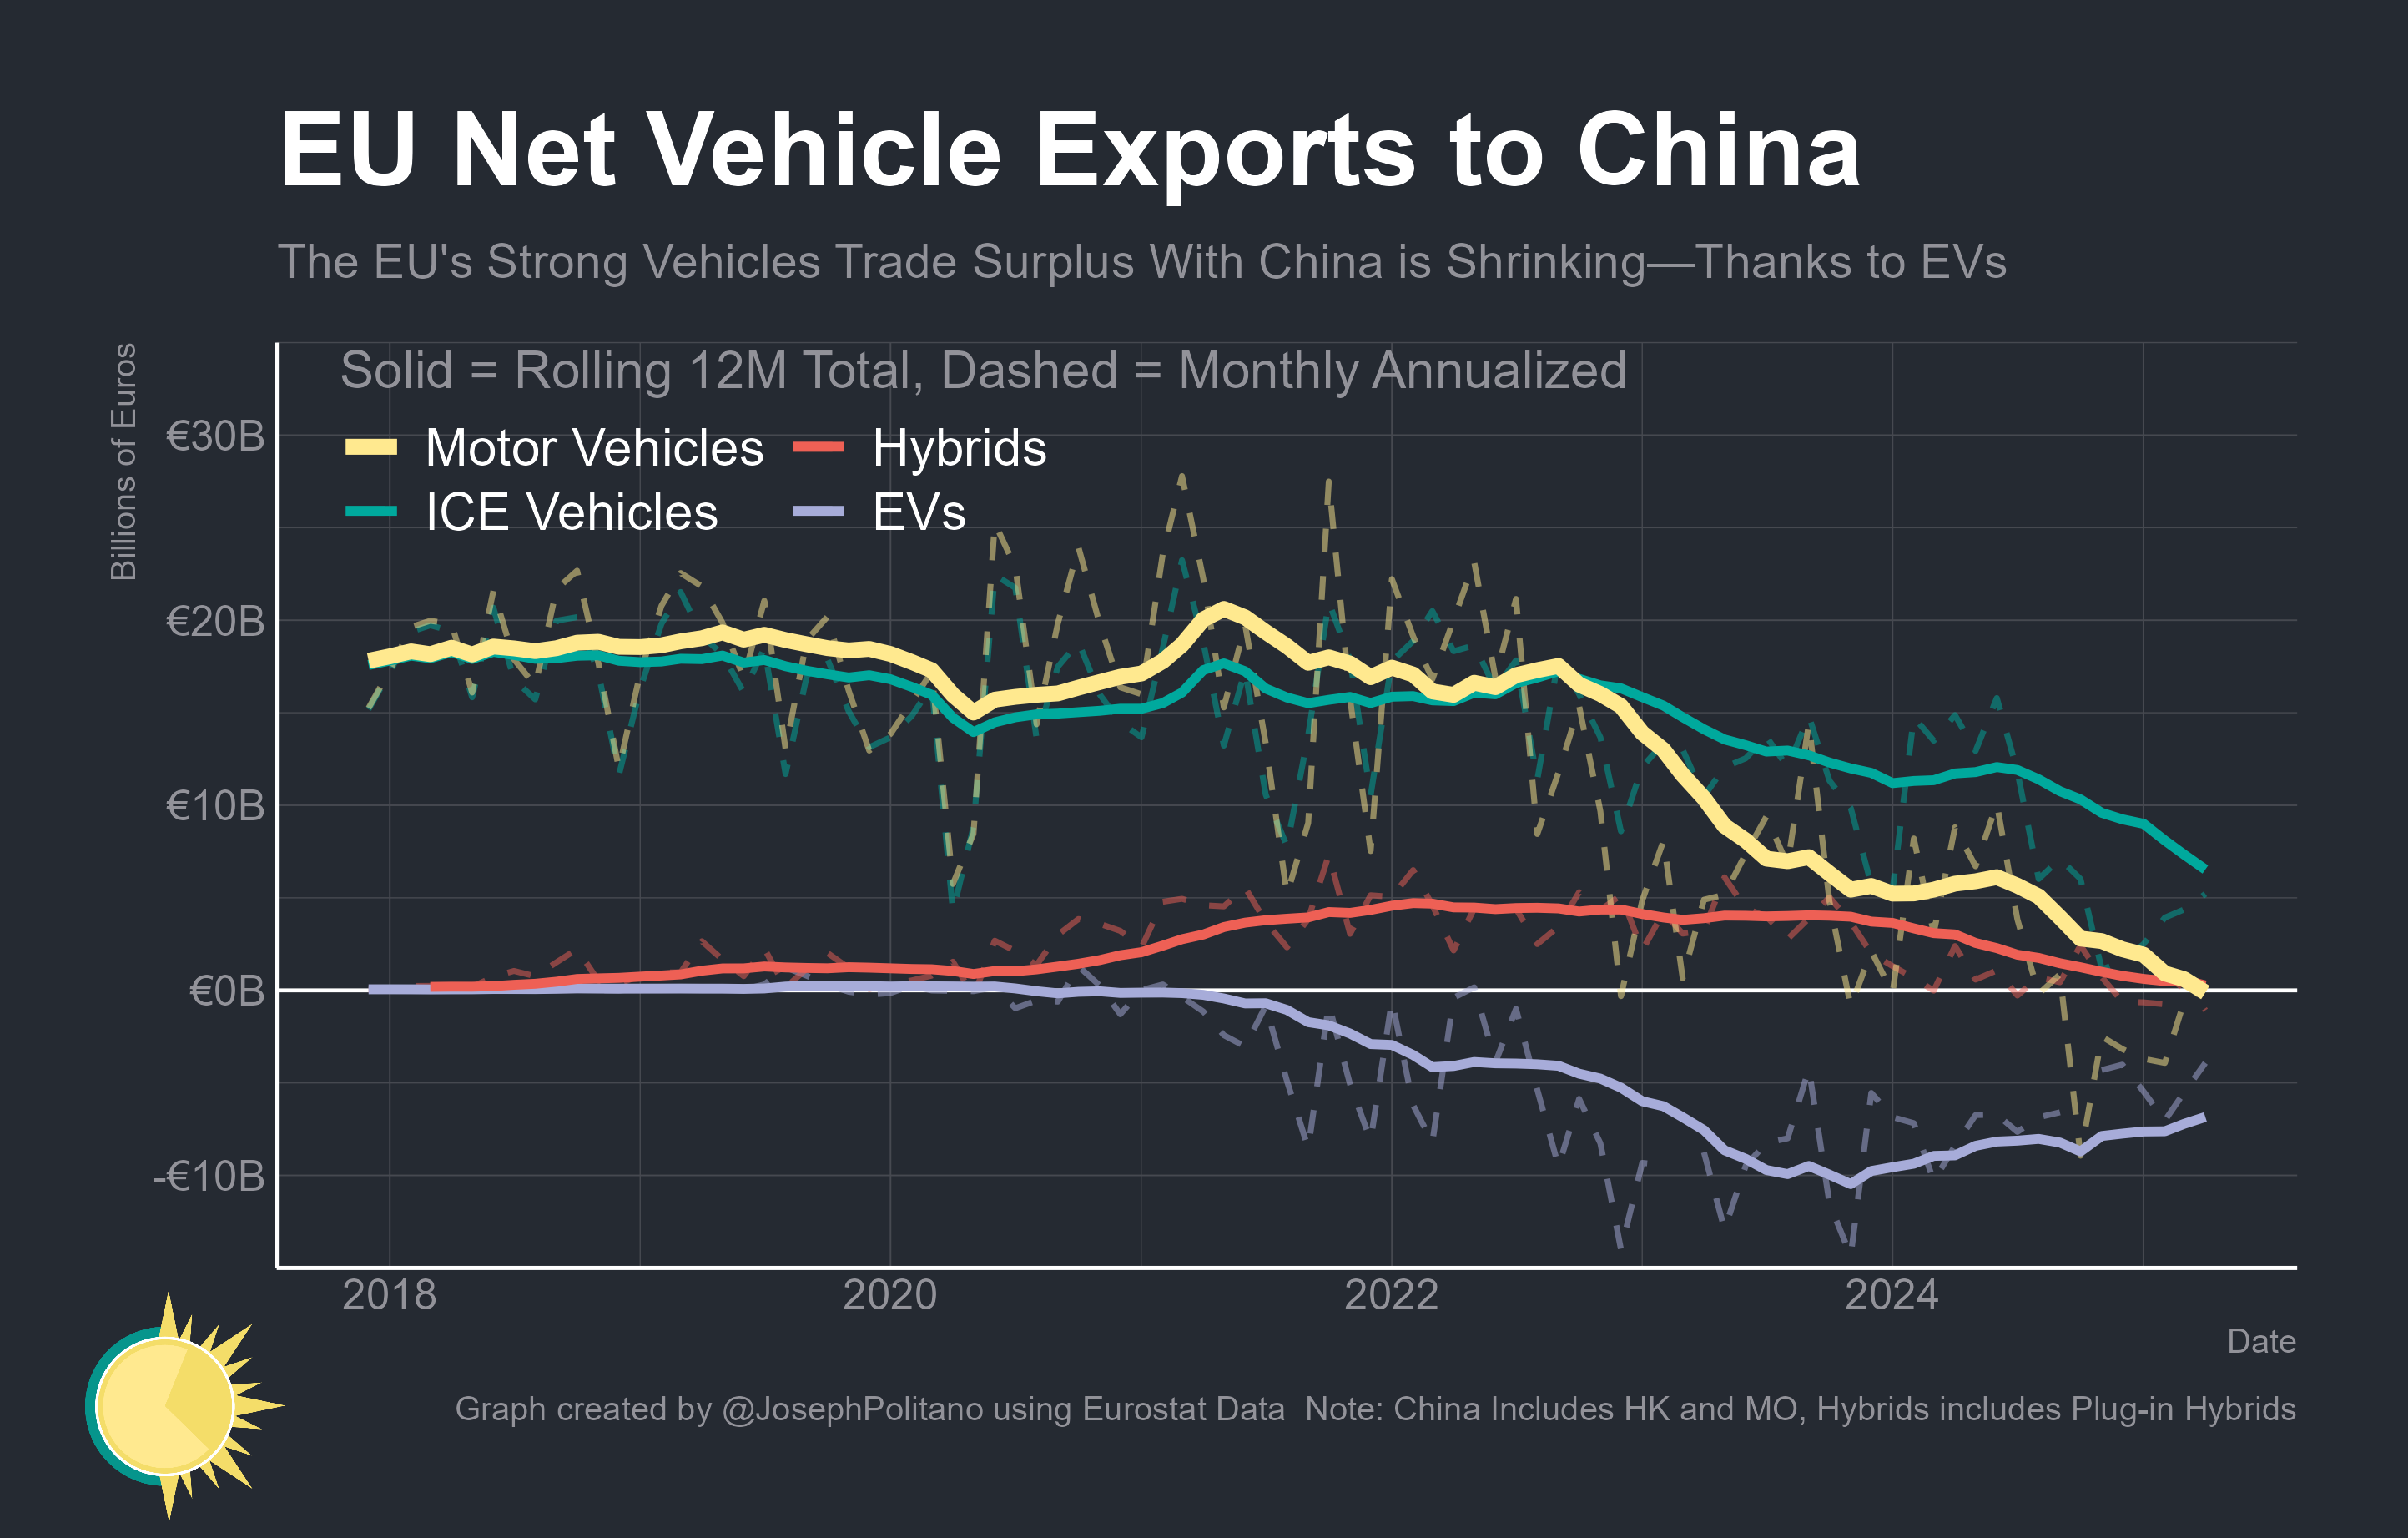 EU Net Vehicle Exports to China
The EU's Strong Vehicles Trade Surplus With China is Shrinking—Thanks to EVs
Billions of Euros
Solid = Rolling 12M Total, Dashed = Monthly Annualized
Motor Vehicles
Hybrids
ICE Vehicles
EVs
€30B
€20B
€10B
€0B
-€10B
2018
2020
2022
2024
Date
Graph created by @JosephPolitano using Eurostat Data  Note: China Includes HK and MO, Hybrids includes Plug-in Hybrids